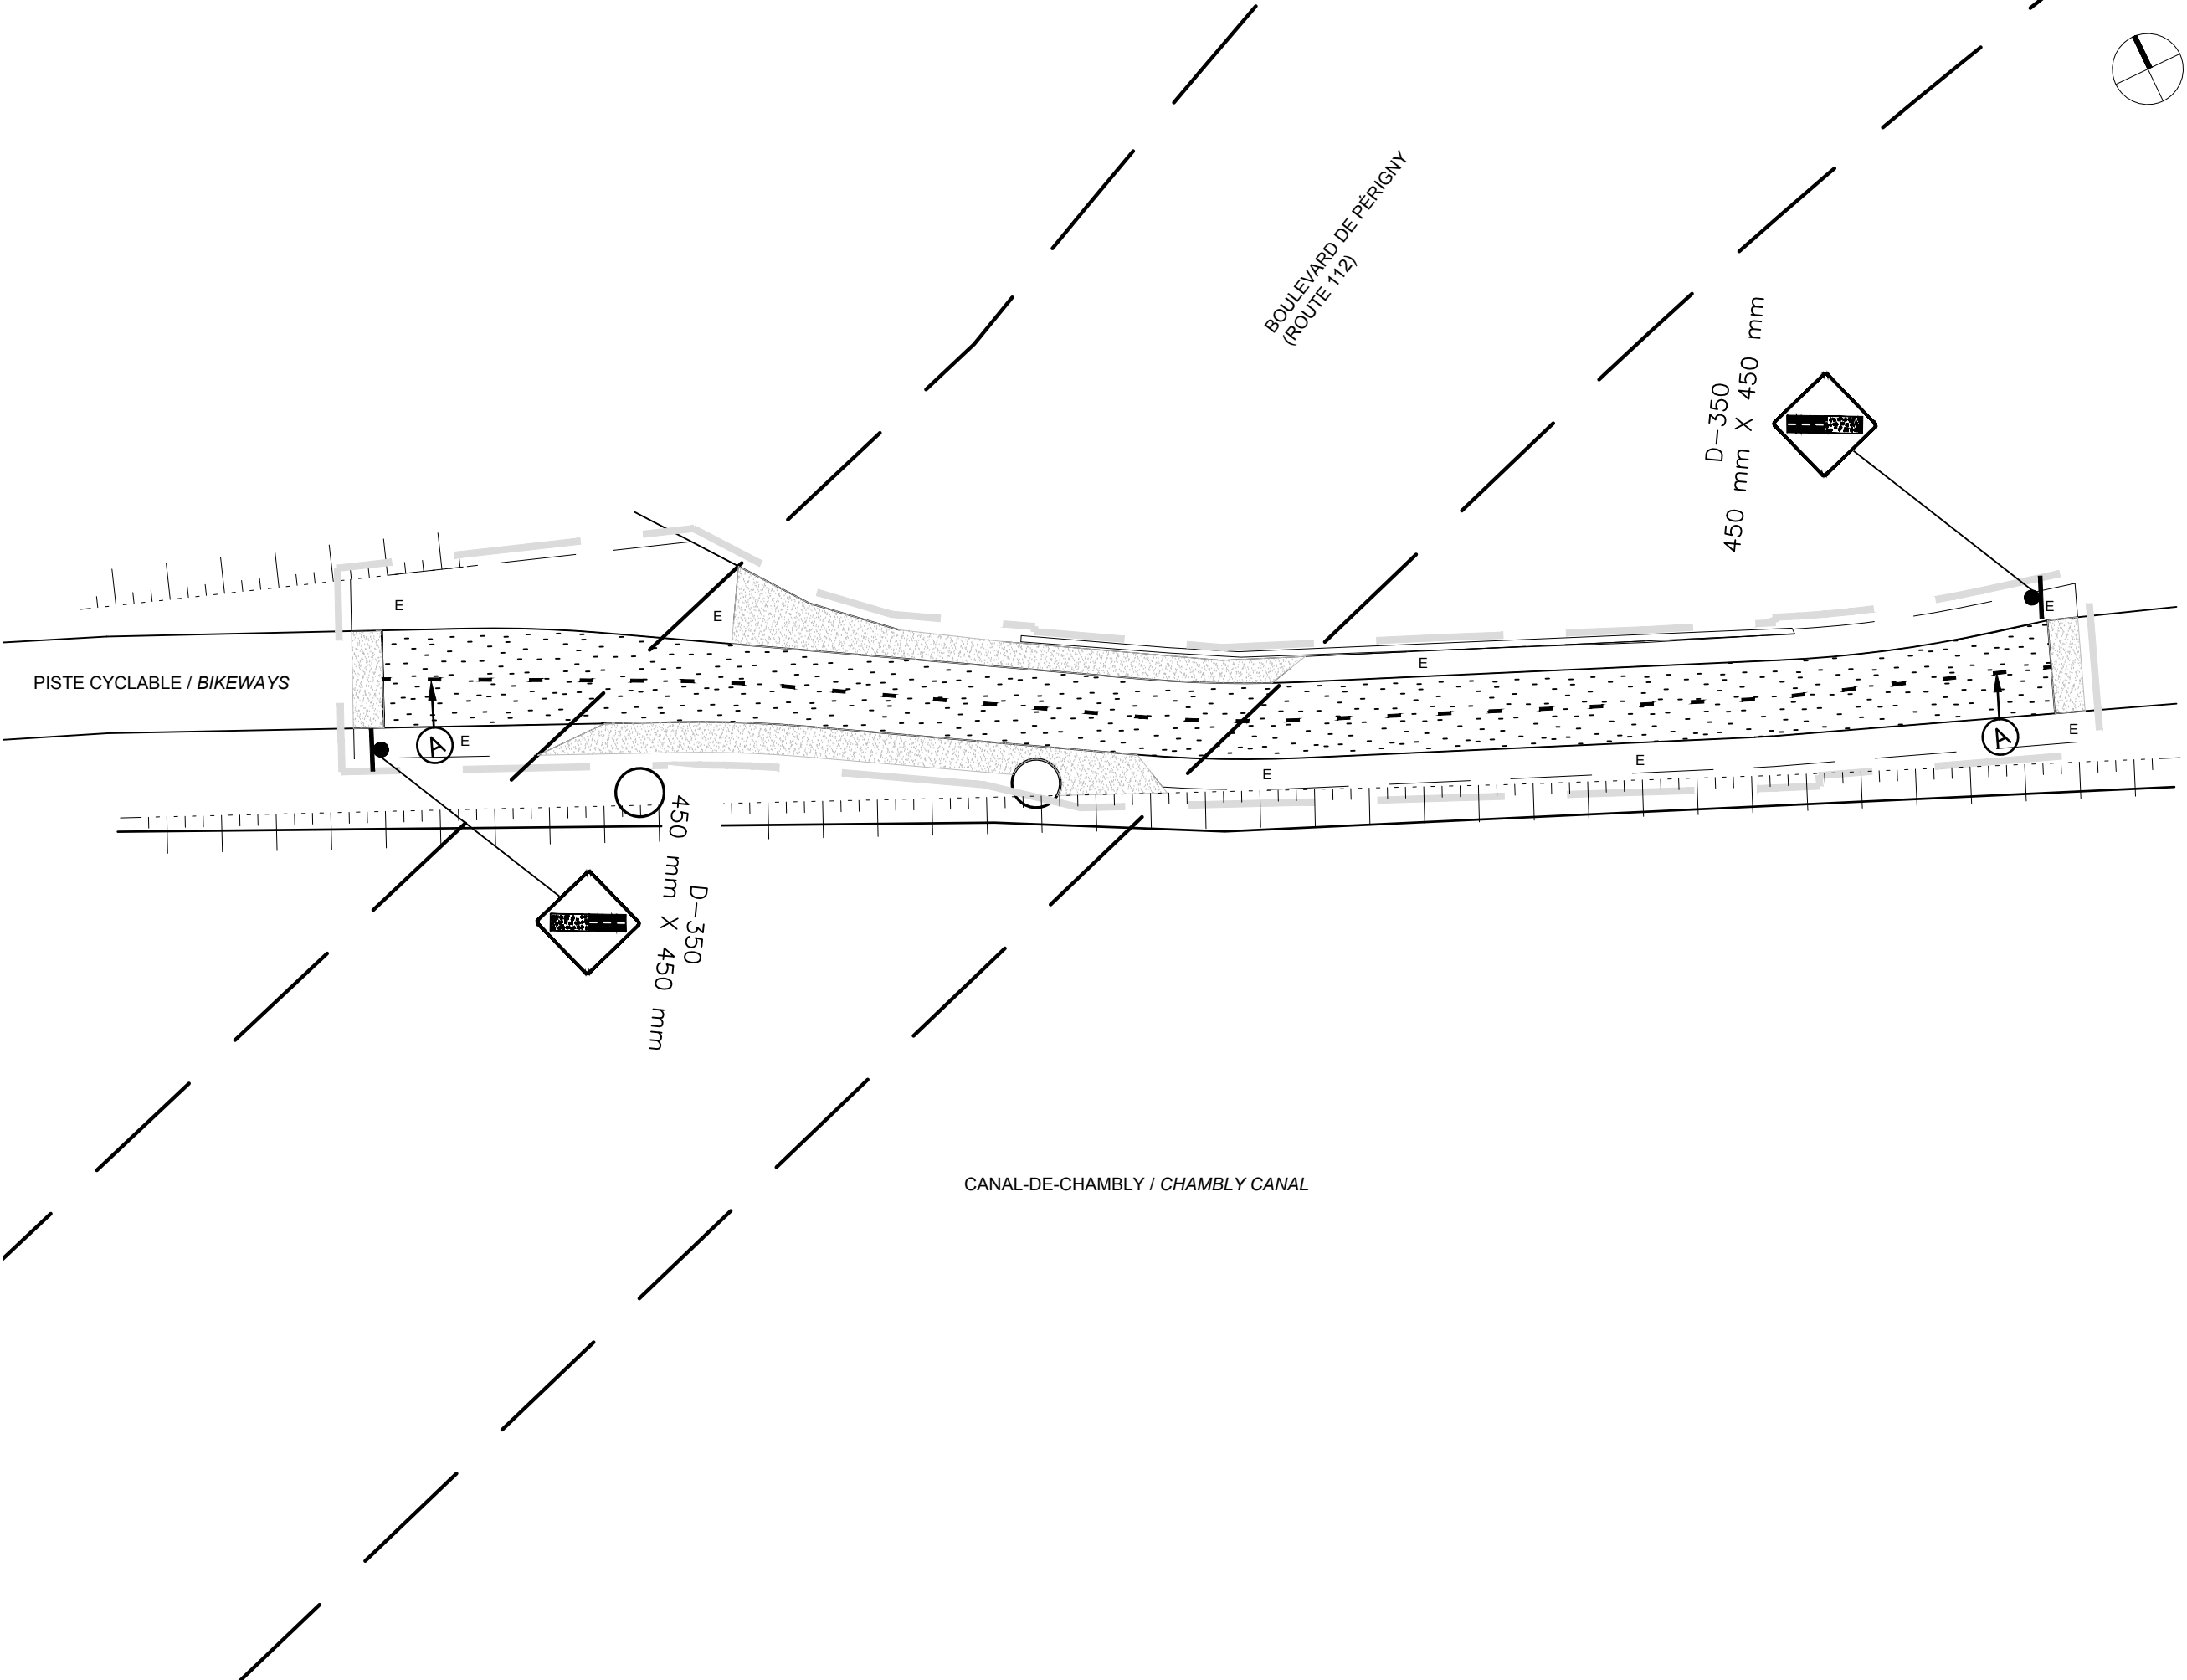 BOULEVARD DE PÉRIGNY
(ROUTE 112)
D-350
450 mm X 450 mm
E
E
E
E
PISTE CYCLABLE / BIKEWAYS
E
A
A
E
E
E
D-350
450 mm X 450 mm
CANAL-DE-CHAMBLY / CHAMBLY CANAL